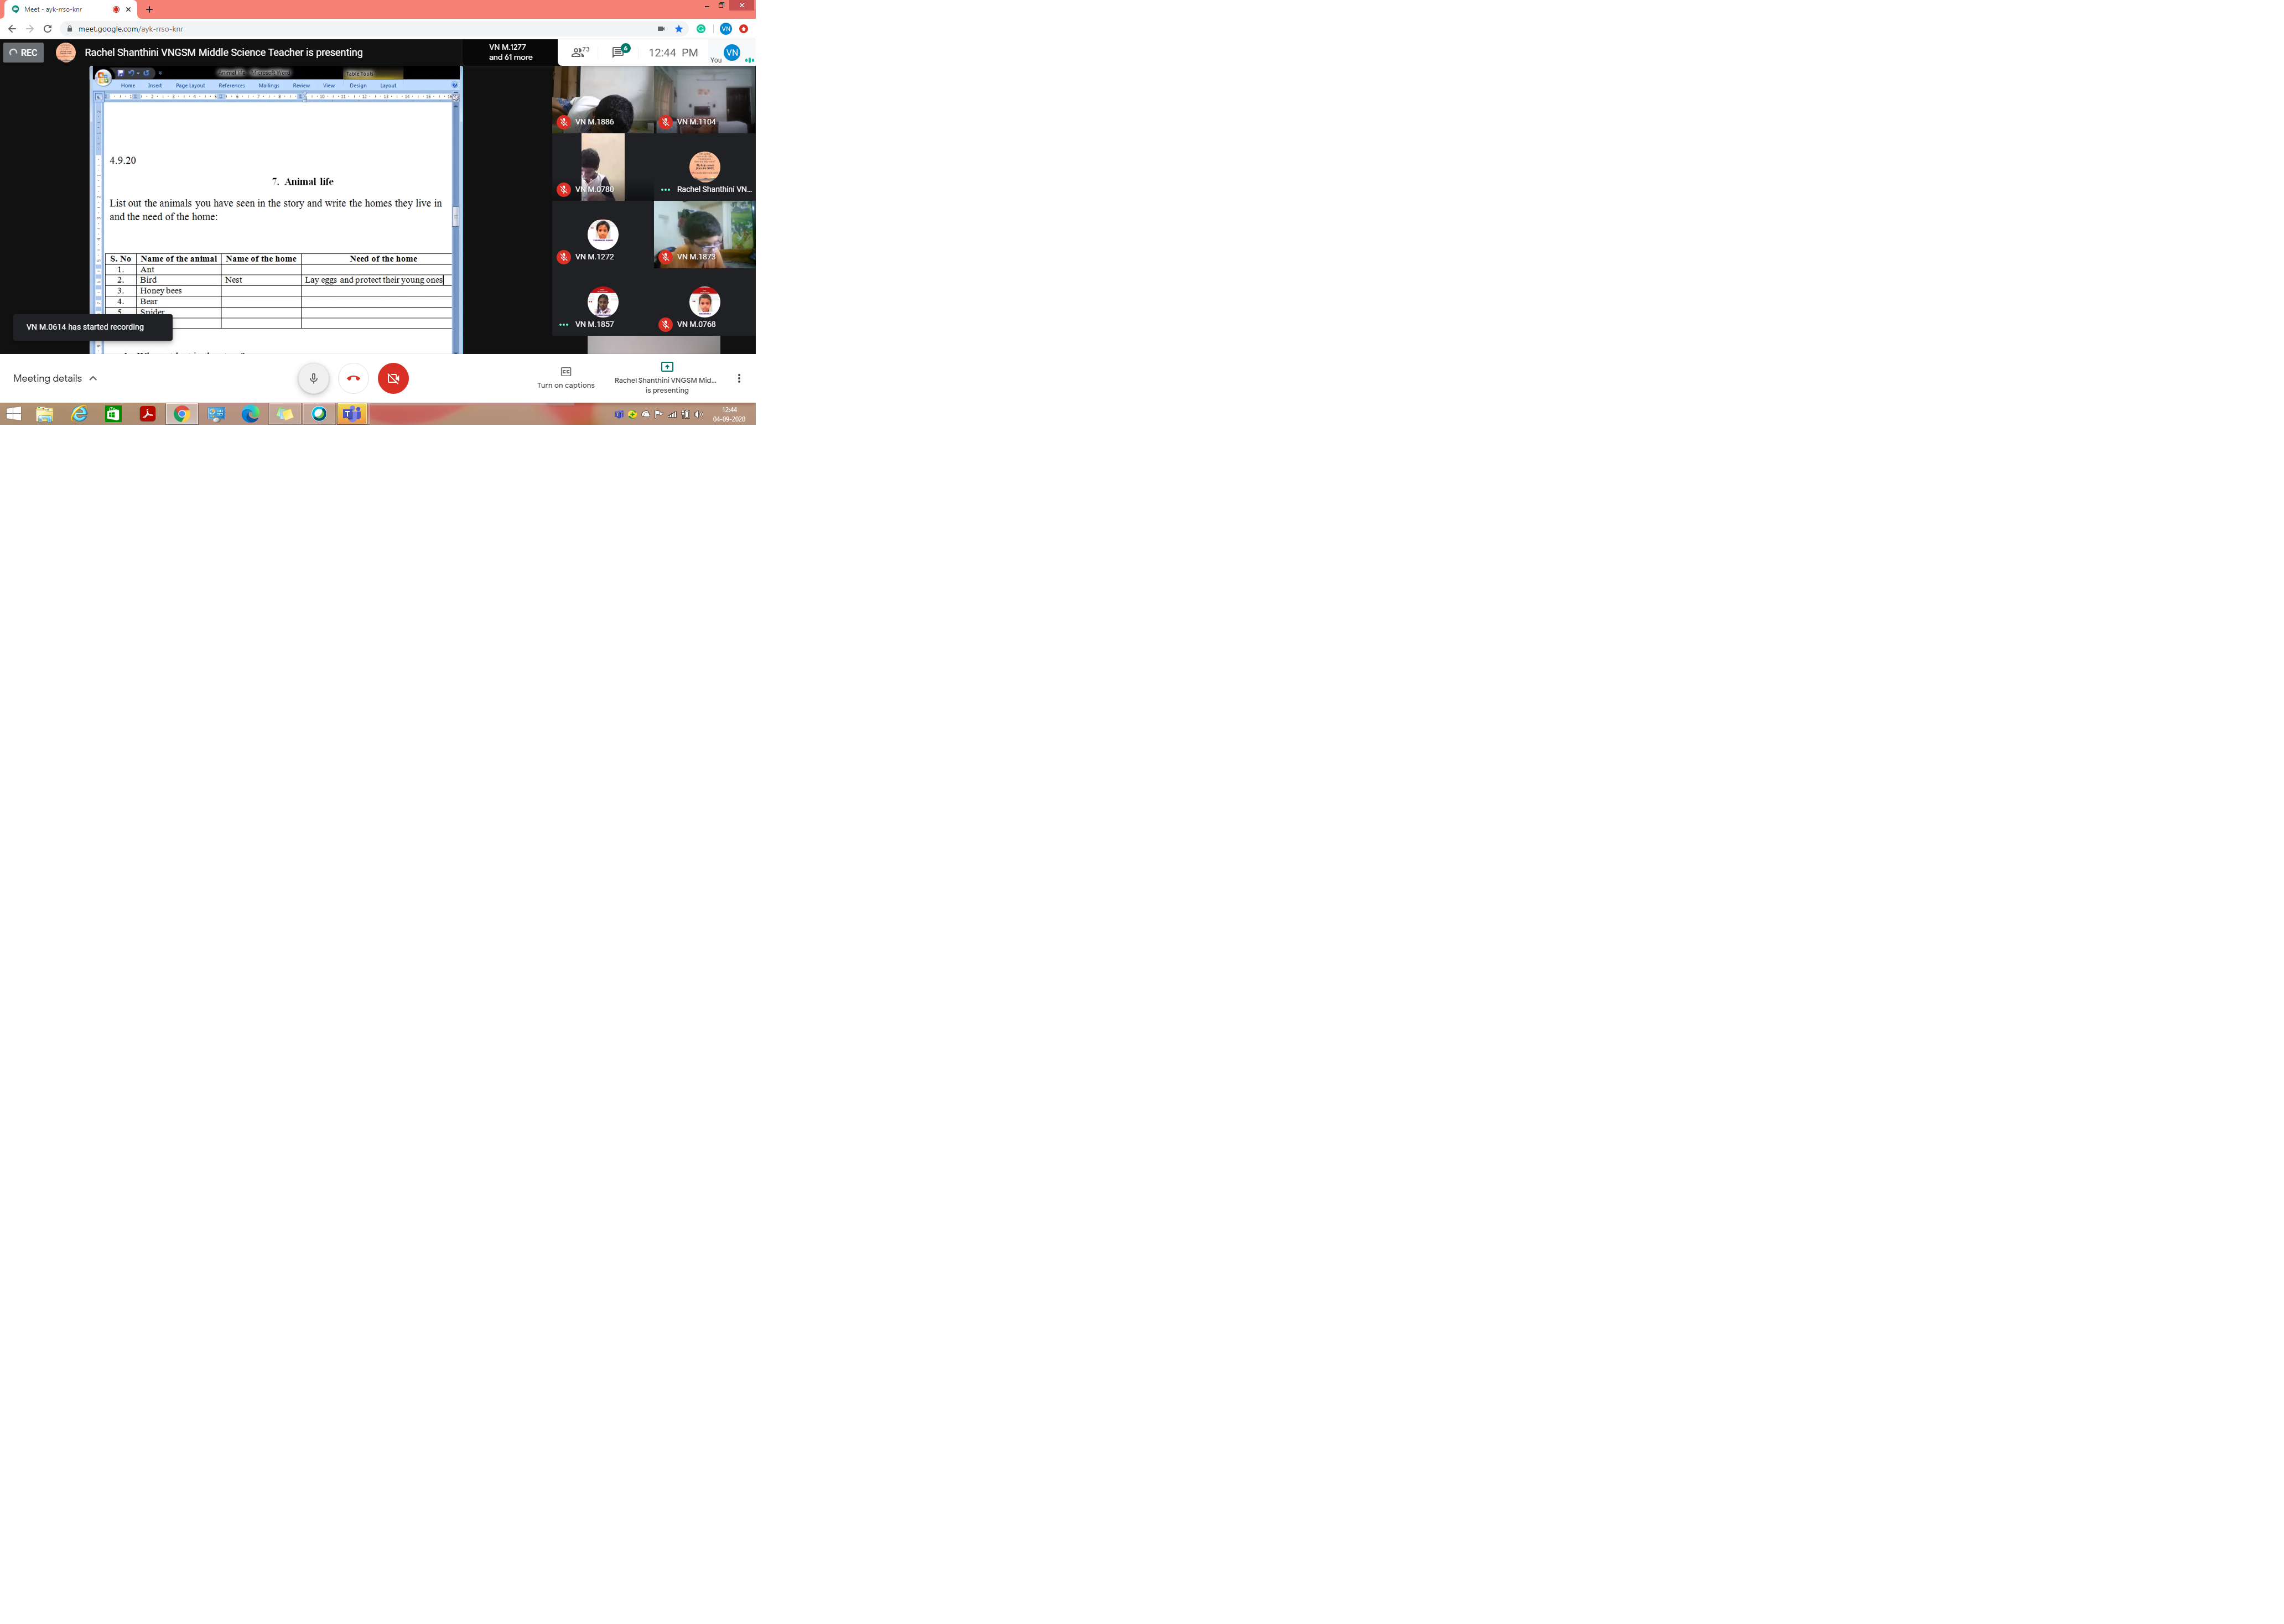 Meet - ayk-rrso-knr
meet.google.com/ayk-rrso-knr
REC
Rachel Shanthini VNGSM Middle Science Teacher is presenting
VN M.1277
and 61 more
73
6
12:44 PM
You
VN
VN
Animal life - Microsoft Word
Table Tools
Home Insert Page Layout References Mailings Review View Design Layout
4.9.20
7. Animal life
List out the animals you have seen in the story and write the homes they live in
and the need of the home:
S. No Name of the animal Name of the home Need of the home
1. Ant
2. Bird Nest Lay eggs and protect their young ones
3. Honey bees
4. Bear
5. Spider
VN M.0614 has started recording
VN M.1886
VN M.1104
VN M.0780
Rachel Shanthini VN...
VN M.1272
VN M.1873
VN M.1857
VN M.0768
Meeting details
Turn on captions
Rachel Shanthini VNGSM Mid...
is presenting
12:44
04-09-2020